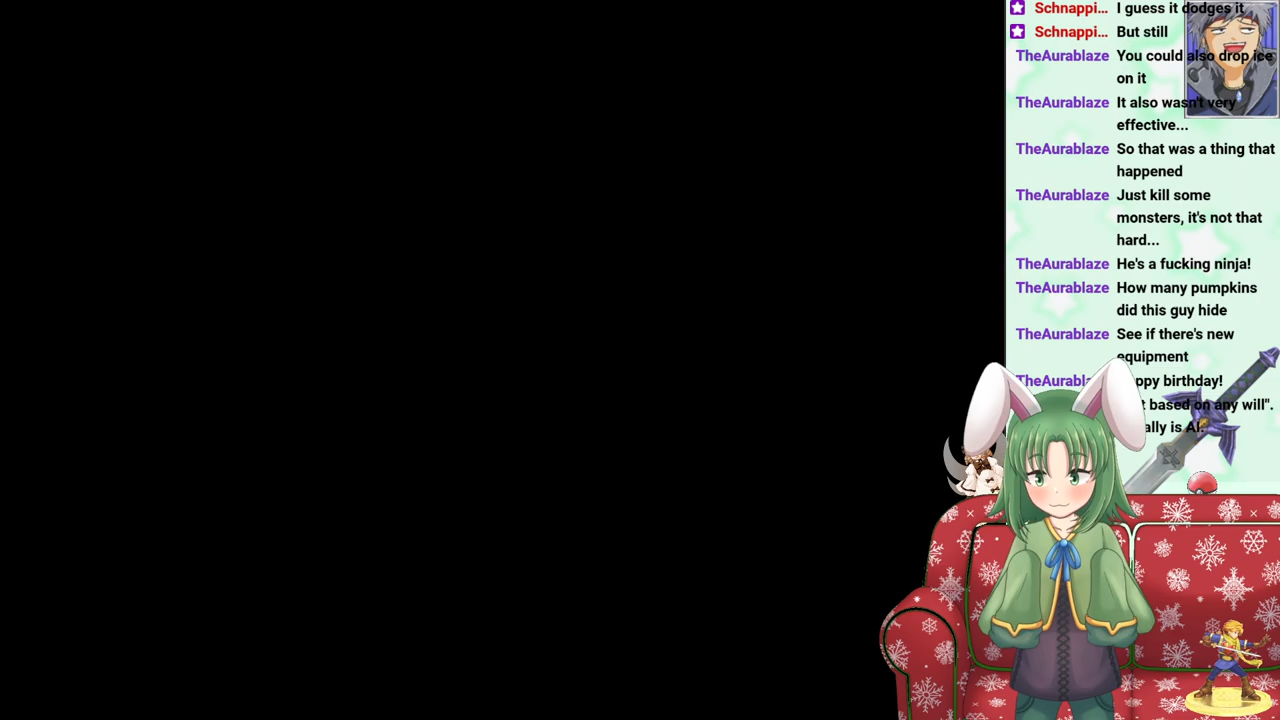 Schnappi... I guess it dodges it
Schnappi... But still
TheAurablaze You could also drop ice
on it
TheAurablaze It also wasn't very
effective...
TheAurablaze So that was a thing that
happened
TheAurablaze Just kill some
monsters, it's not that
hard...
TheAurablaze He's a fucking ninja!
TheAurablaze How many pumpkins
did this guy hide
TheAurablaze See if there's new
equipment
birthday!
based on any will".
is AI.